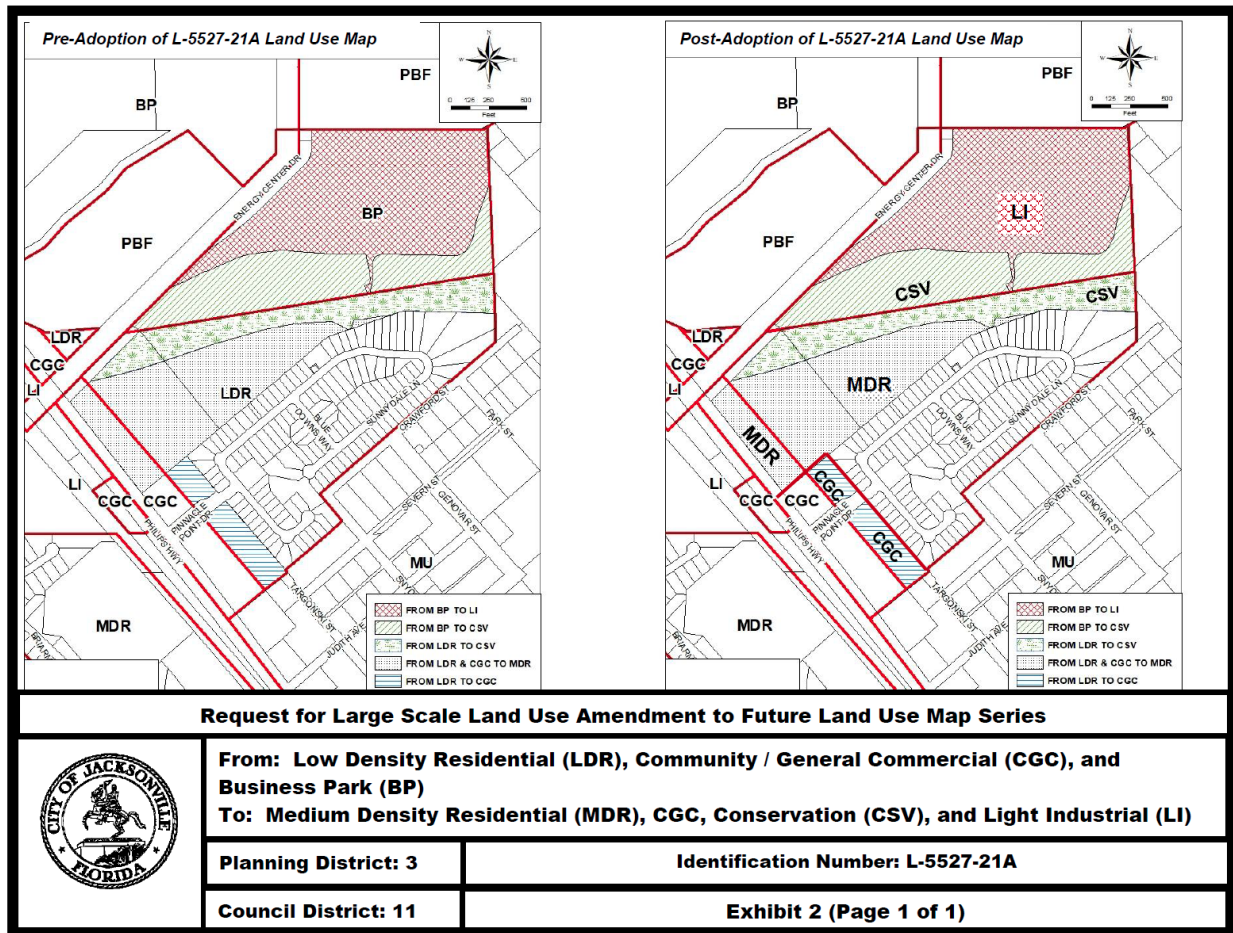 Pre-Adoption of L-5527-21A Land Use Map
N
W
E
S
0 125 250 500
Feet
PBF
BP
ENERGY CENTER DR
BP
PBF
LDR
CGC
LI
LDR
BLUE
DOWNS WAY
SUNNYDALE LN
CRAWFORD ST
PARK ST
LI
CGC
CGC
PINNACLE
POINT DR
PHILIPS HWY
SEVERN ST
GENOVAR ST
MU
TARGONSKI ST
JUDITH AVE
MDR
FROM BP TO LI
FROM BP TO CSV
FROM LDR TO CSV
FROM LDR & CGC TO MDR
FROM LDR TO CGC
Post-Adoption of L-5527-21A Land Use Map
N
W
E
S
0 125 250 500
Feet
PBF
BP
ENERGY CENTER DR
LI
PBF
CSV
CSV
LDR
CGC
LI
MDR
BLUE
DOWNS WAY
SUNNYDALE LN
CRAWFORD ST
PARK ST
MDR
LI
CGC
CGC
CGC
PINNACLE
POINT DR
CGC
PHILIPS HWY
SEVERN ST
GENOVAR ST
MU
TARGONSKI ST
JUDITH AVE
MDR
FROM BP TO LI
FROM BP TO CSV
FROM LDR TO CSV
FROM LDR & CGC TO MDR
FROM LDR TO CGC
Request for Large Scale Land Use Amendment to Future Land Use Map Series
CITY OF JACKSONVILLE
FLORIDA
From: Low Density Residential (LDR), Community / General Commercial (CGC), and
Business Park (BP)
To: Medium Density Residential (MDR), CGC, Conservation (CSV), and Light Industrial (LI)
Planning District: 3
Identification Number: L-5527-21A
Council District: 11
Exhibit 2 (Page 1 of 1)